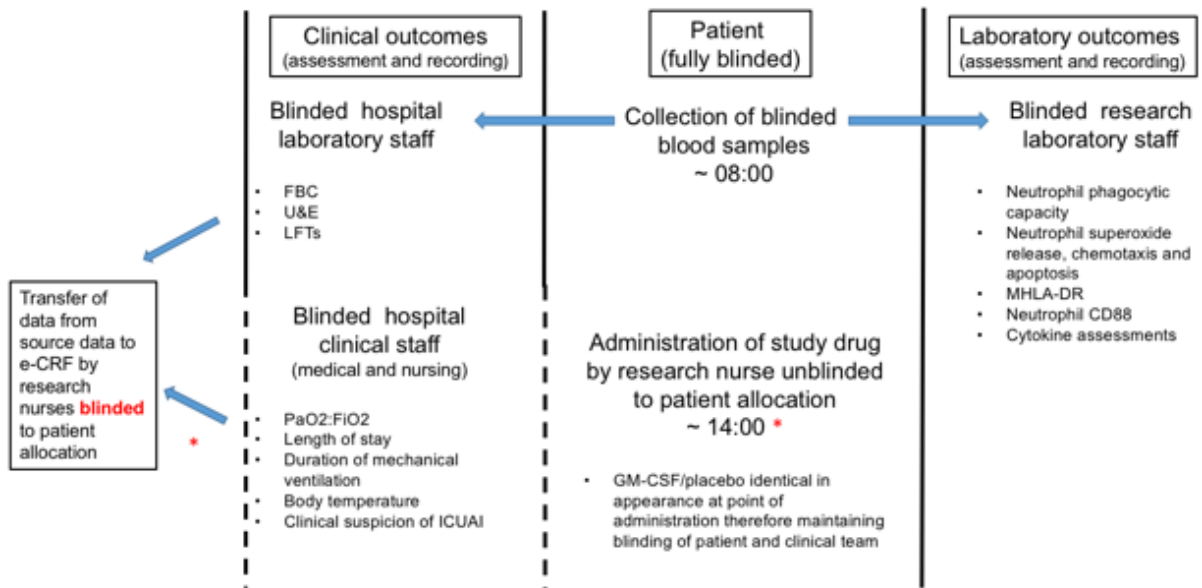 Clinical outcomes
(assessment and recording)
Blinded hospital
laboratory staff
• FBC
• U&E
• LFTs
Transfer of
data from
source data to
e-CRF by
research
nurses blinded
to patient
allocation
*
Blinded hospital
clinical staff
(medical and nursing)
• PaO2:FiO2
• Length of stay
• Duration of mechanical
ventilation
• Body temperature
• Clinical suspicion of ICUAI
Patient
(fully blinded)
Collection of blinded
blood samples
~ 08:00
Administration of study drug
by research nurse unblinded
to patient allocation
~ 14:00 *
• GM-CSF/placebo identical in
appearance at point of
administration therefore maintaining
blinding of patient and clinical team
Laboratory outcomes
(assessment and recording)
Blinded research
laboratory staff
• Neutrophil phagocytic
capacity
• Neutrophil superoxide
release, chemotaxis and
apoptosis
• MHLA-DR
• Neutrophil CD88
• Cytokine assessments